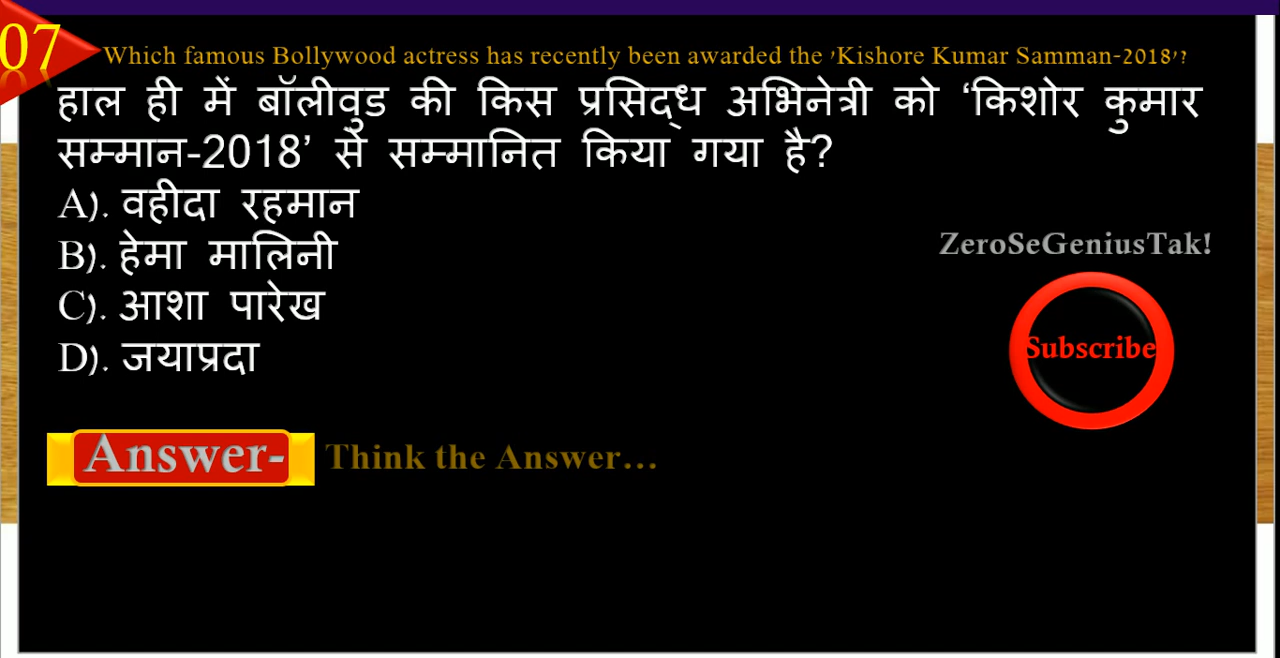 07
Which famous Bollywood actress has recently been awarded the 'Kishore Kumar Samman-2018'?
हाल ही में बॉलीवुड की किस प्रसिद्ध अभिनेत्री को ‘किशोर कुमार
सम्मान-2018’ से सम्मानित किया गया है?
A). वहीदा रहमान
B). हेमा मालिनी
C). आशा पारेख
D). जयाप्रदा
ZeroSeGeniusTak!
Subscribe
Answer- Think the Answer...